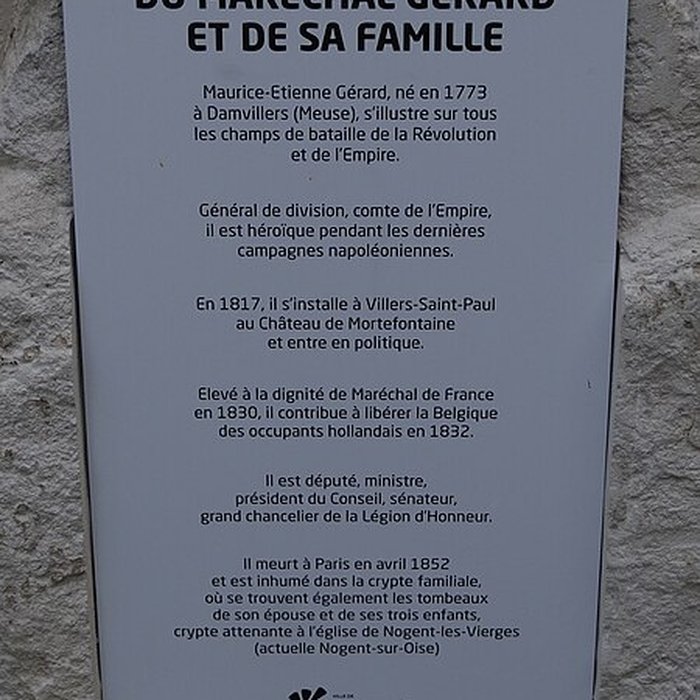 DU MARÉCHAL GÉRARD
ET DE SA FAMILLE
Maurice-Etienne Gérard, né en 1773
à Damvillers (Meuse), s'illustre sur tous
les champs de bataille de la Révolution
et de l'Empire.
Général de division, comte de l'Empire,
il est héroïque pendant les dernières
campagnes napoléoniennes.
En 1817, il s'installe à Villers-Saint-Paul
au Château de Mortefontaine
et entre en politique.
Elevé à la dignité de Maréchal de France
en 1830, il contribue à libérer la Belgique
des occupants hollandais en 1832.
Il est député, ministre,
président du Conseil, sénateur,
grand chancelier de la Légion d'Honneur.
Il meurt à Paris en avril 1852
et est inhumé dans la crypte familiale,
où se trouvent également les tombeaux
de son épouse et de ses trois enfants,
crypte attenante à l'église de Nogent-les-Vierges
(actuelle Nogent-sur-Oise)
VILLE DE